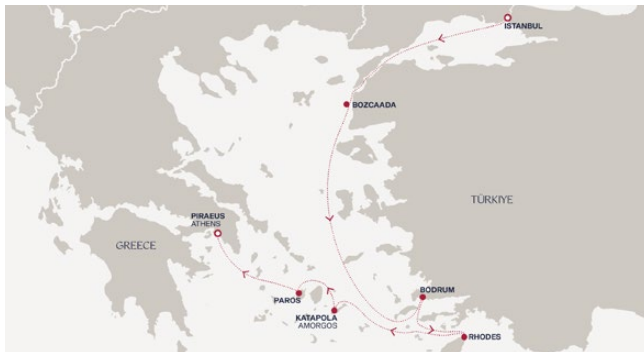 ISTANBUL
BOZCAADA
TÜRKIYE
PIRAEUS
ATHENS
GREECE
BODRUM
PAROS
KATAPOLA
AMORGOS
RHODES